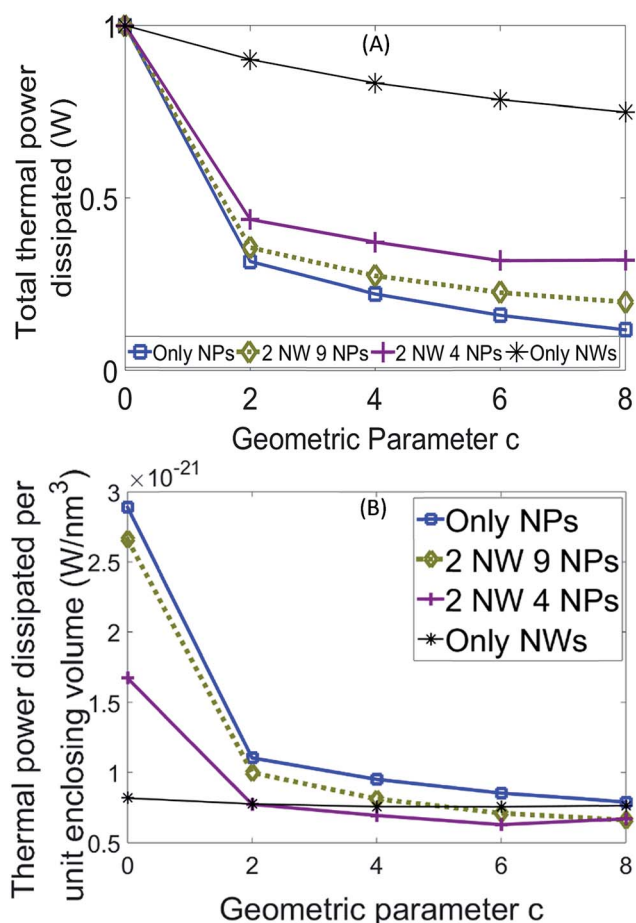 (A)
Total thermal power
dissipated (W)
1
0.5
0
Only NPs 2 NW 9 NPs 2 NW 4 NPs Only NWs
0 2 4 6 8
Geometric Parameter c
×10⁻²¹
(B)
Thermal power dissipated per
unit enclosing volume (W/nm³)
3
2.5
2
1.5
1
0.5
Only NPs
2 NW 9 NPs
2 NW 4 NPs
Only NWs
0 2 4 6 8
Geometric parameter c